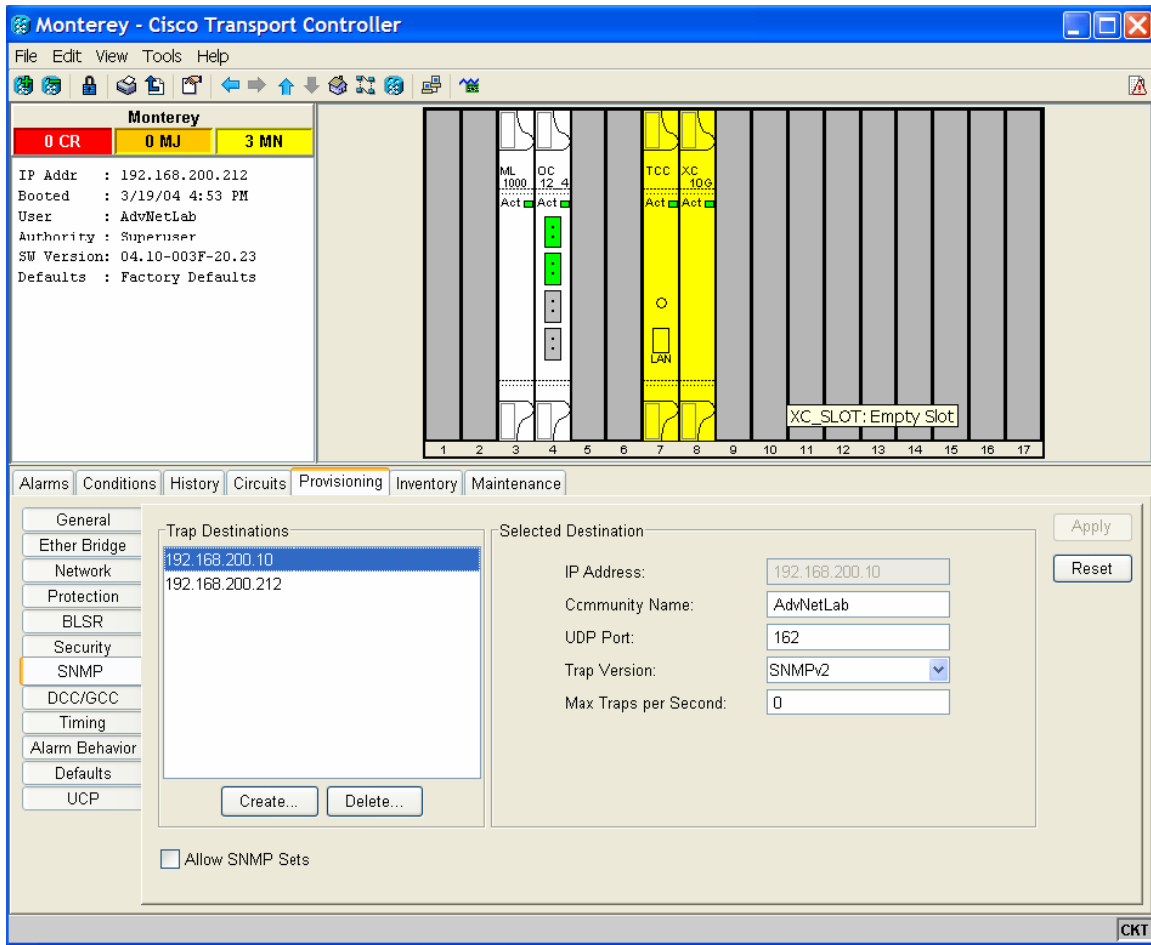 Monterey - Cisco Transport Controller
File Edit View Tools Help
Monterey
0 CR 0 MJ 3 MN
IP Addr : 192.168.200.212
Booted : 3/19/04 4:53 PM
User : AdvNetLab
Authority : Superuser
SW Version: 04.10-003F-20.23
Defaults : Factory Defaults
ML 1000 OC 12_4 TCC XC 10G
Act Act Act Act
LAN
XC_SLOT: Empty Slot
1 2 3 4 5 6 7 8 9 10 11 12 13 14 15 16 17
Alarms Conditions History Circuits Provisioning Inventory Maintenance
General
Ether Bridge
Network
Protection
BLSR
Security
SNMP
DCC/GCC
Timing
Alarm Behavior
Defaults
UCP
Trap Destinations
192.168.200.10
192.168.200.212
Create... Delete...
Allow SNMP Sets
Selected Destination
IP Address: 192.168.200.10
Community Name: AdvNetLab
UDP Port: 162
Trap Version: SNMPv2
Max Traps per Second: 0
Apply
Reset
CKT